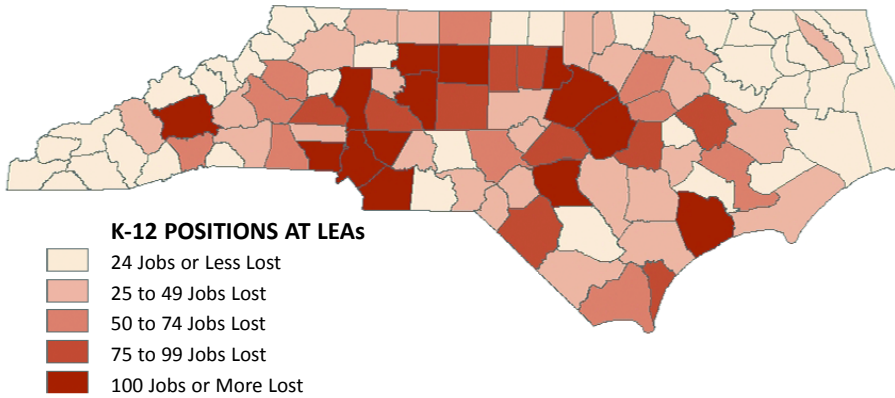 K-12 POSITIONS AT LEAs
24 Jobs or Less Lost
25 to 49 Jobs Lost
50 to 74 Jobs Lost
75 to 99 Jobs Lost
100 Jobs or More Lost